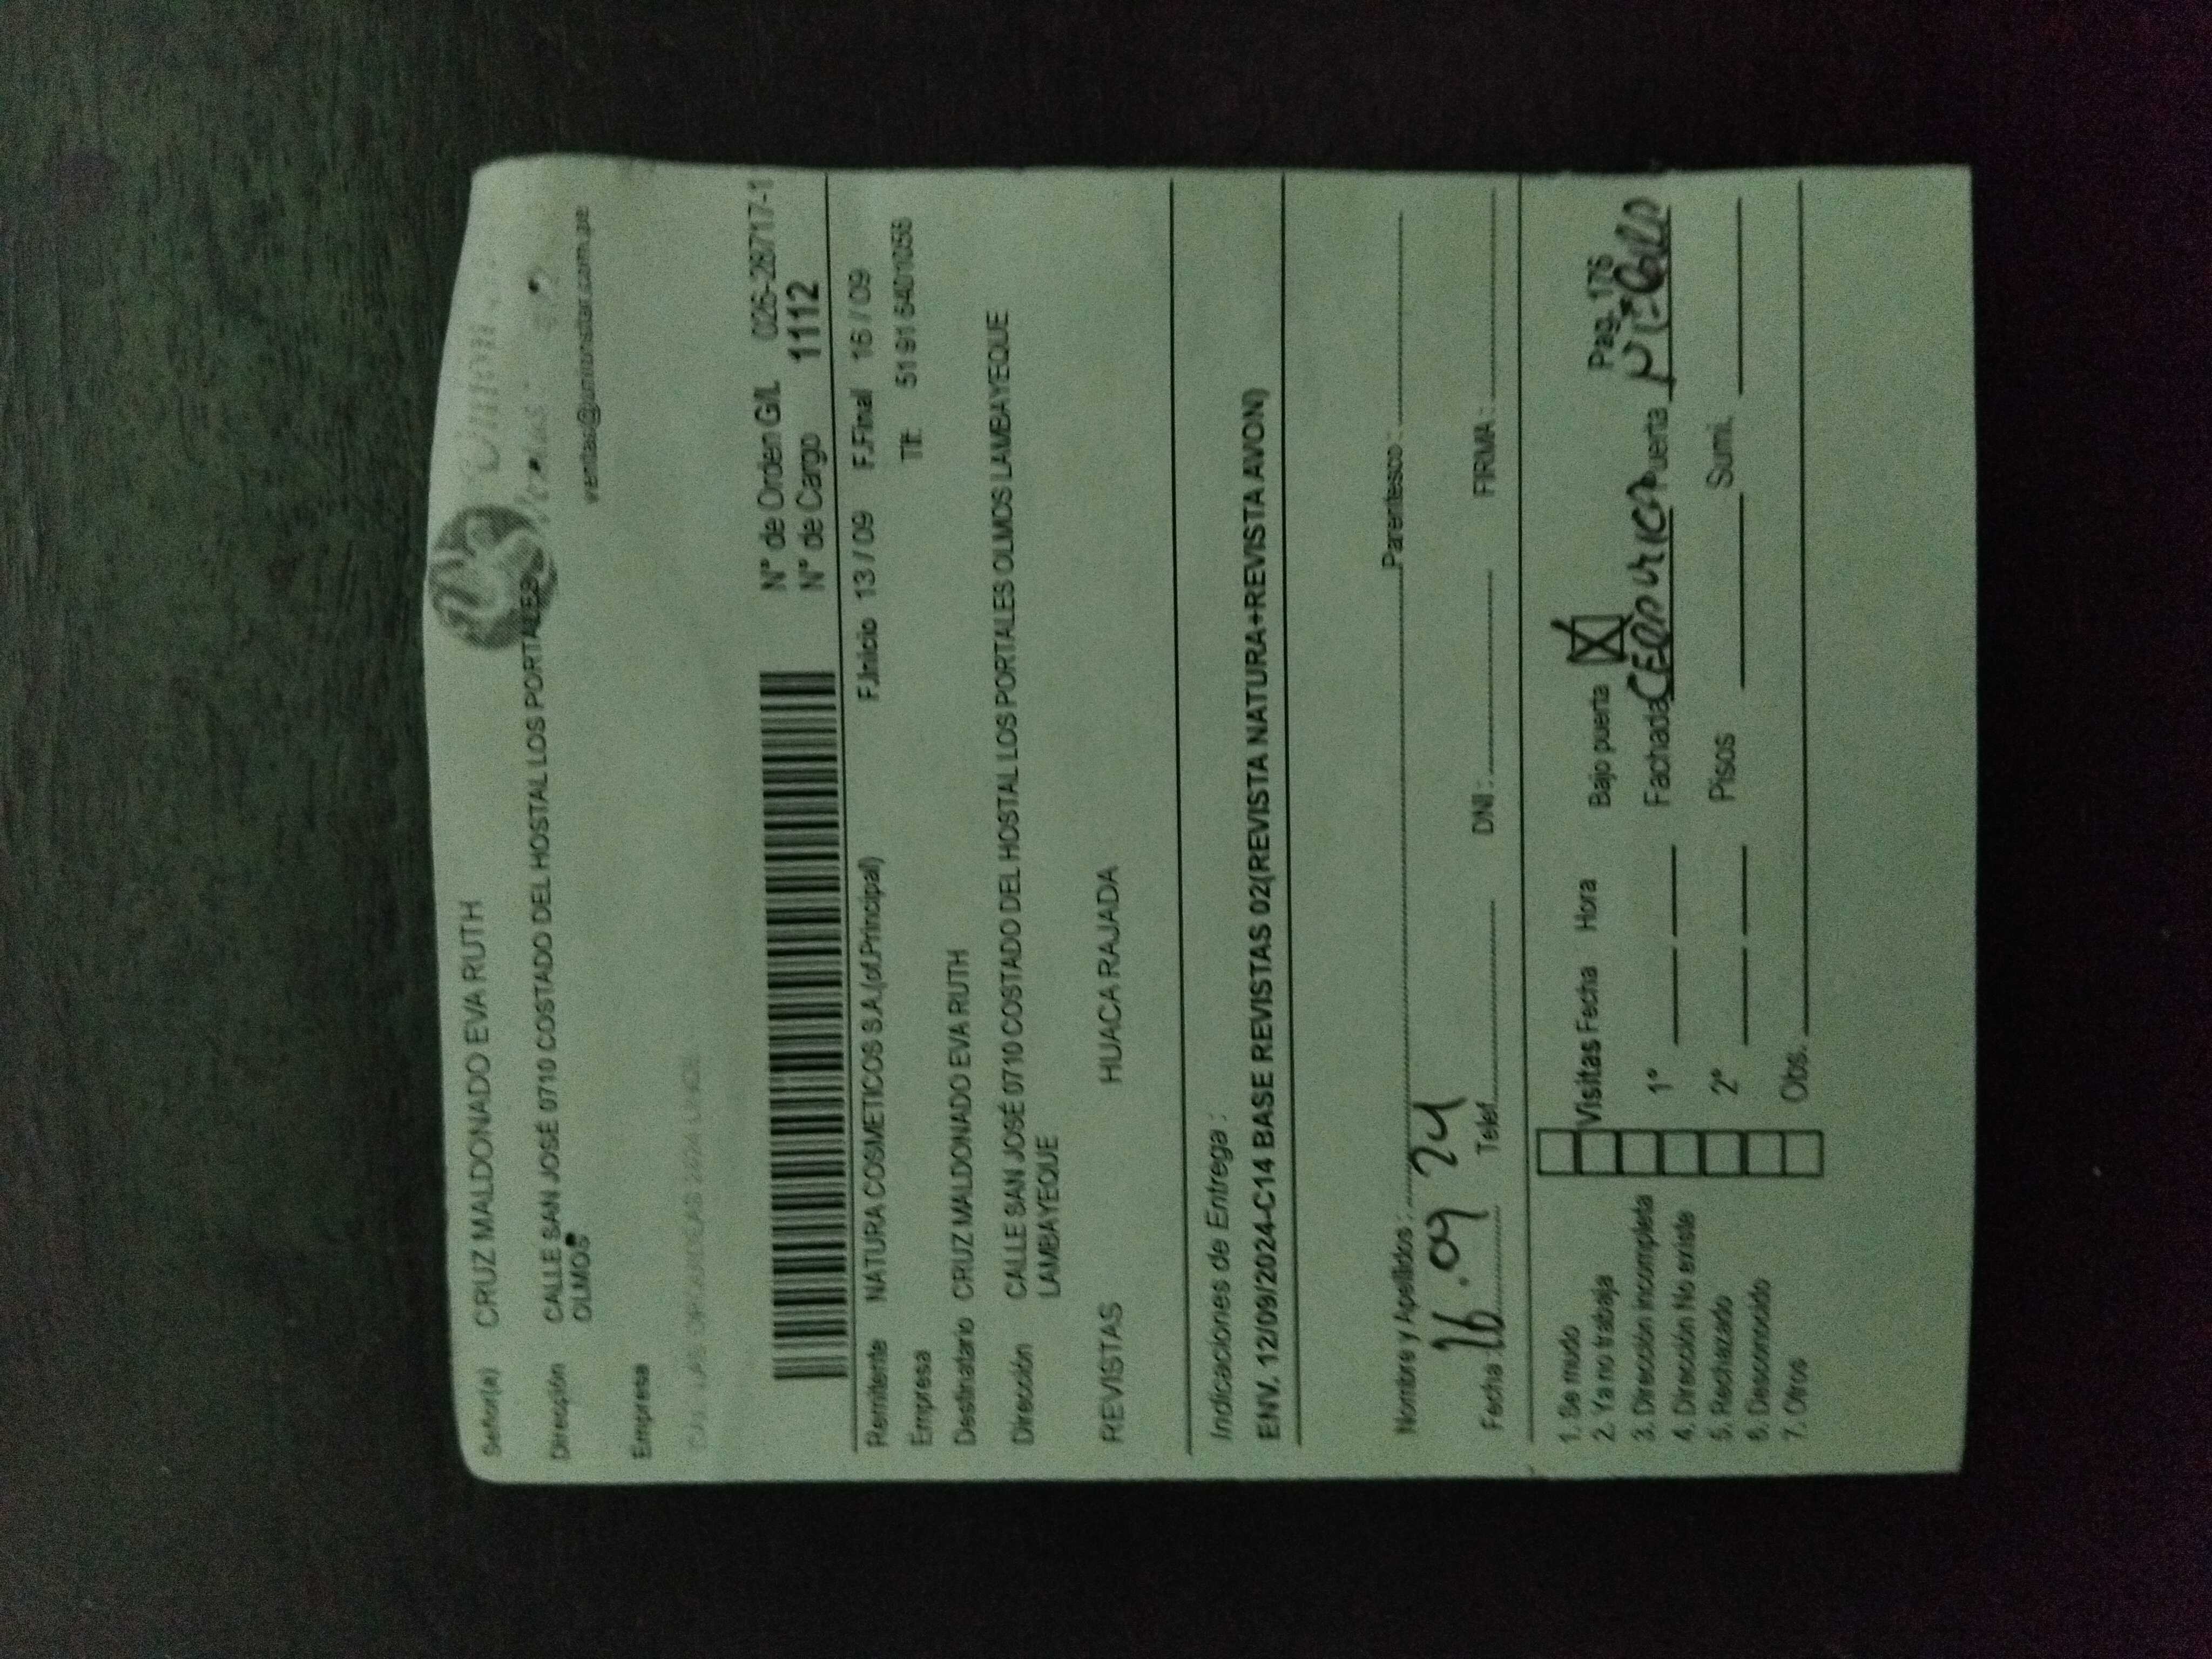 Señor(a) CRUZ MALDONADO EVA RUTH
Dirección CALLE SAN JOSÉ 0710 COSTADO DEL HOSTAL LOS PORTALES
OLMOS
ventas@unionstar.com.pe
Empresa
N° de Orden G/L 026-28717-1
N° de Cargo 1112
Remitente NATURA COSMETICOS S.A.(of.Principal) F.Inicio 13 / 09 F.Final 16 / 09
Empresa Tlf:
Destinatario CRUZ MALDONADO EVA RUTH
Dirección CALLE SAN JOSÉ 0710 COSTADO DEL HOSTAL LOS PORTALES OLMOS LAMBAYEQUE
LAMBAYEQUE
REVISTAS HUACA RAJADA
Indicaciones de Entrega :
ENV. 12/09/2024-C14 BASE REVISTAS 02(REVISTA NATURA+REVISTA AVON)
Nombre y Apellidos : Parentesco :
Fecha : 16.09 24 Telef. DNI : FIRMA :
1. Se mudo
2. Ya no trabaja
3. Dirección incompleta
4. Dirección No existe
5. Rechazado
6. Desconocido
7. Otros
Visitas Fecha Hora Bajo puerta X Pag. 176
1° Fachada Puerta
2° Pisos Sumi.
Obs.